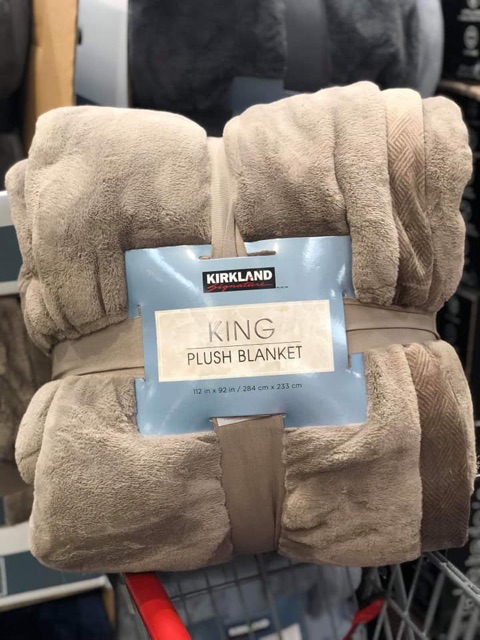 KIRKLAND
Signature
KING
PLUSH BLANKET
112 in x 92 in / 284 cm x 233 cm